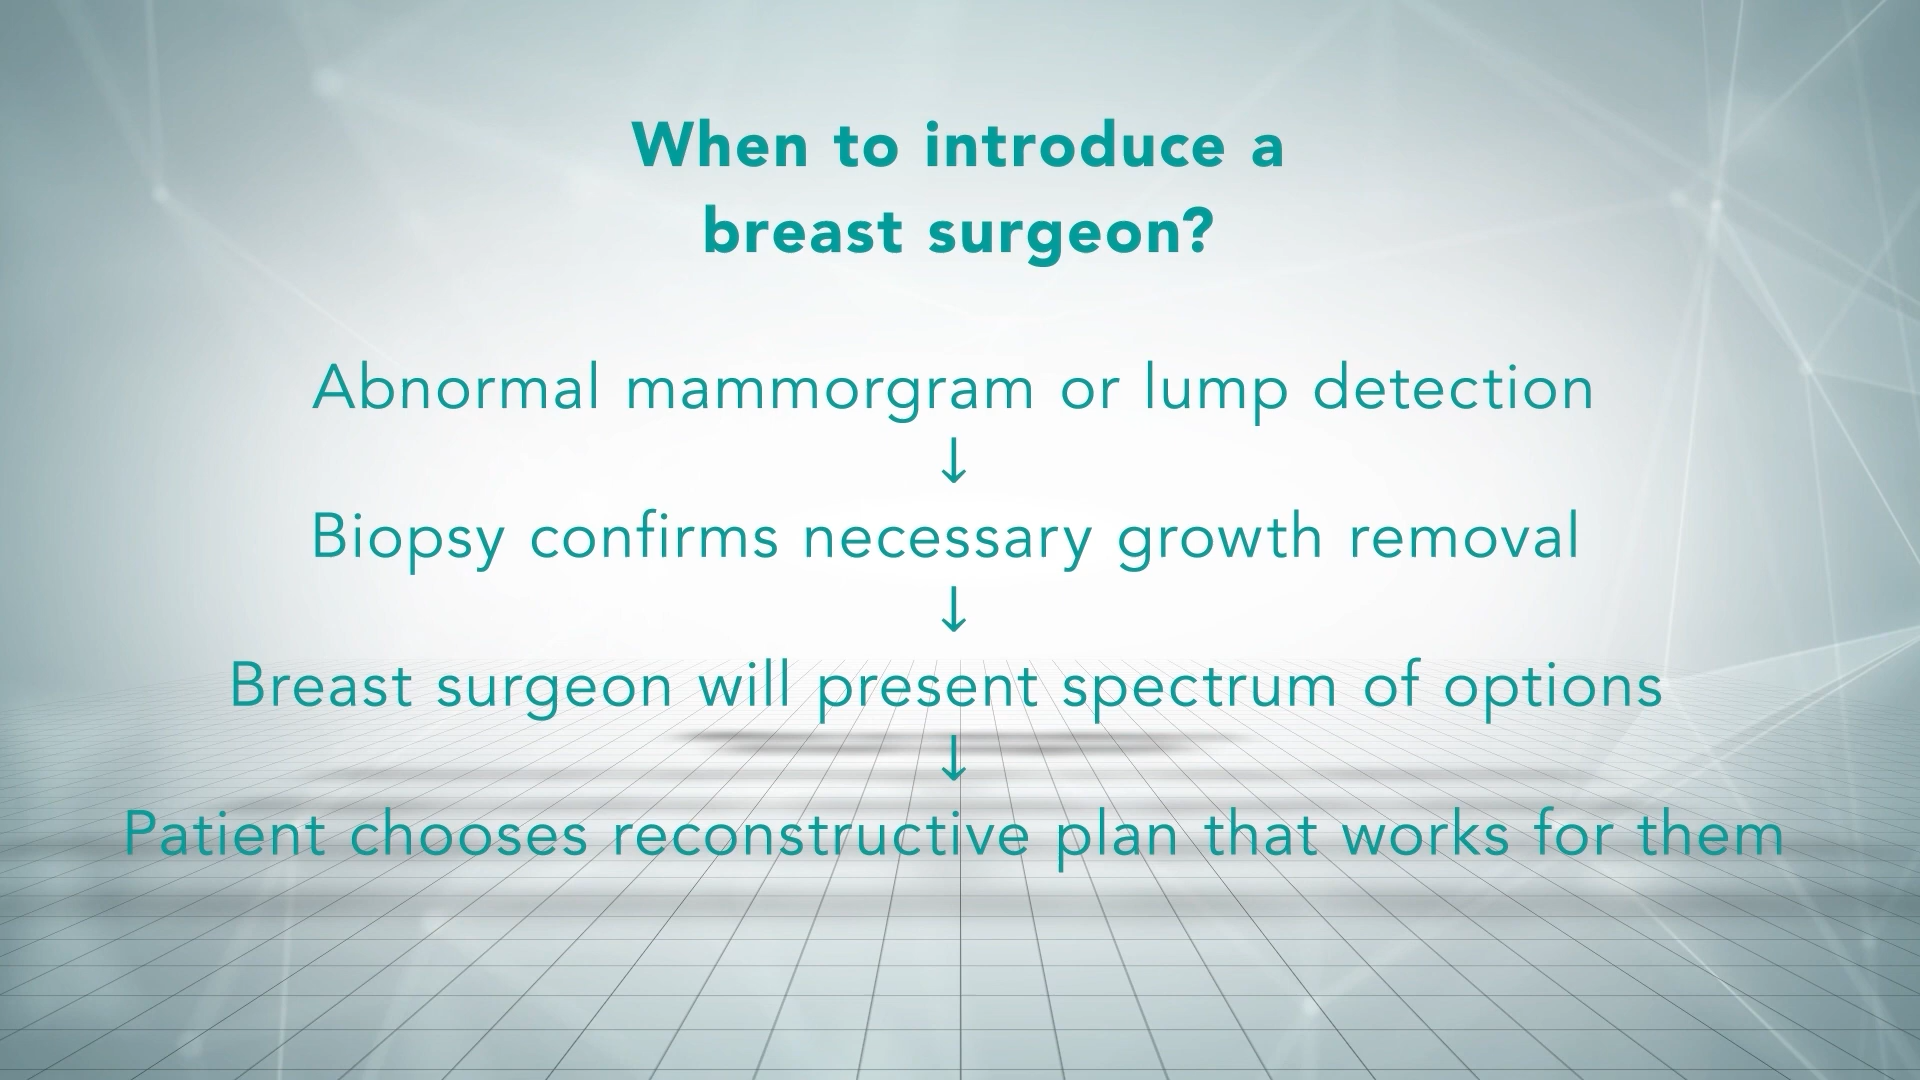 When to introduce a
breast surgeon?
Abnormal mammorgram or lump detection
↓
Biopsy confirms necessary growth removal
↓
Breast surgeon will present spectrum of options
↓
Patient chooses reconstructive plan that works for them